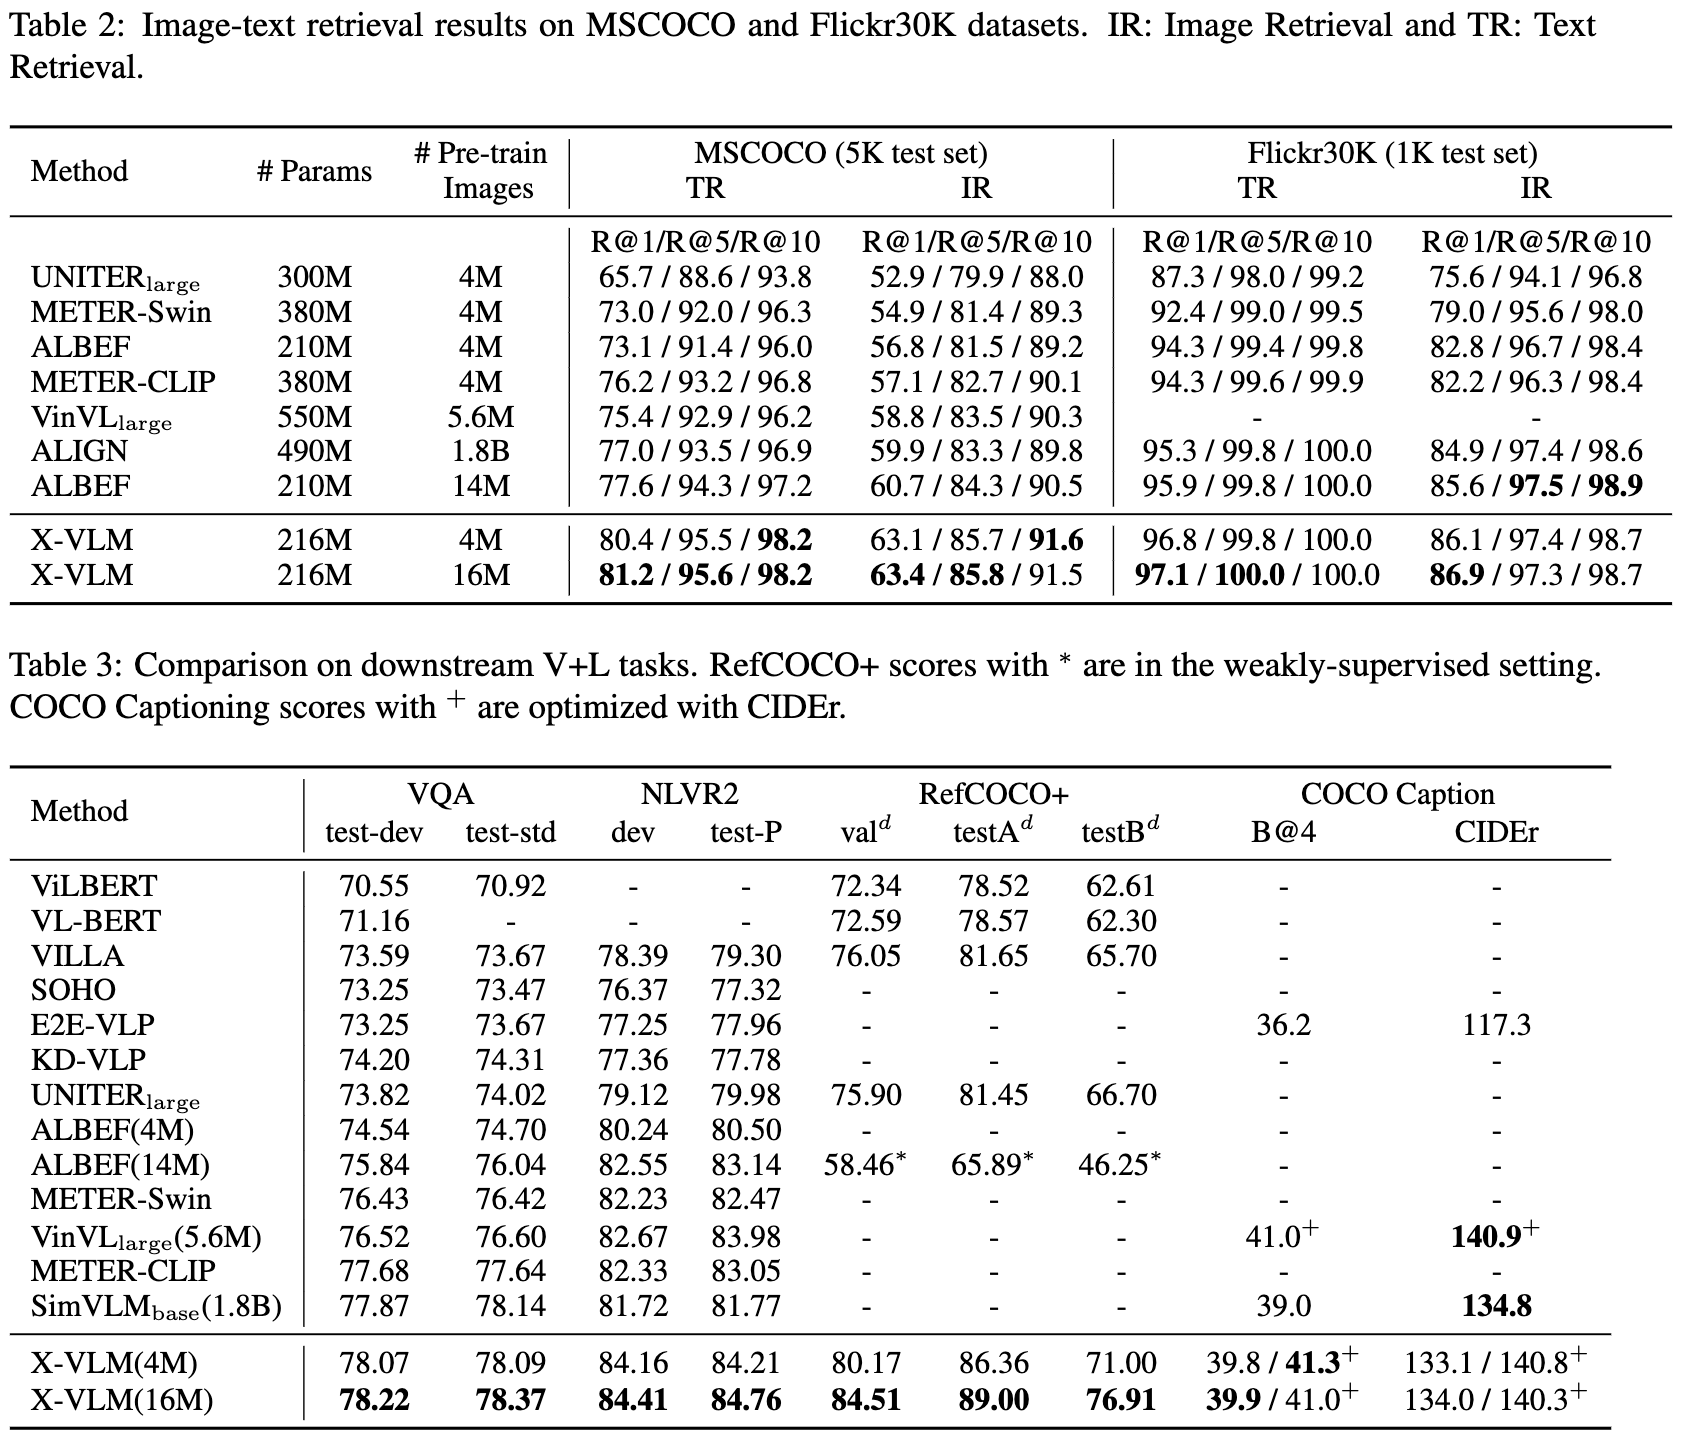 Table 2: Image-text retrieval results on MSCOCO and Flickr30K datasets. IR: Image Retrieval and TR: Text
Retrieval.
Method # Params # Pre-train Images MSCOCO (5K test set) Flickr30K (1K test set)
TR IR TR IR
R@1/R@5/R@10 R@1/R@5/R@10 R@1/R@5/R@10 R@1/R@5/R@10
UNITERlarge 300M 4M 65.7 / 88.6 / 93.8 52.9 / 79.9 / 88.0 87.3 / 98.0 / 99.2 75.6 / 94.1 / 96.8
METER-Swin 380M 4M 73.0 / 92.0 / 96.3 54.9 / 81.4 / 89.3 92.4 / 99.0 / 99.5 79.0 / 95.6 / 98.0
ALBEF 210M 4M 73.1 / 91.4 / 96.0 56.8 / 81.5 / 89.2 94.3 / 99.4 / 99.8 82.8 / 96.7 / 98.4
METER-CLIP 380M 4M 76.2 / 93.2 / 96.8 57.1 / 82.7 / 90.1 94.3 / 99.6 / 99.9 82.2 / 96.3 / 98.4
VinVLlarge 550M 5.6M 75.4 / 92.9 / 96.2 58.8 / 83.5 / 90.3 - -
ALIGN 490M 1.8B 77.0 / 93.5 / 96.9 59.9 / 83.3 / 89.8 95.3 / 99.8 / 100.0 84.9 / 97.4 / 98.6
ALBEF 210M 14M 77.6 / 94.3 / 97.2 60.7 / 84.3 / 90.5 95.9 / 99.8 / 100.0 85.6 / 97.5 / 98.9
X-VLM 216M 4M 80.4 / 95.5 / 98.2 63.1 / 85.7 / 91.6 96.8 / 99.8 / 100.0 86.1 / 97.4 / 98.7
X-VLM 216M 16M 81.2 / 95.6 / 98.2 63.4 / 85.8 / 91.5 97.1 / 100.0 / 100.0 86.9 / 97.3 / 98.7
Table 3: Comparison on downstream V+L tasks. RefCOCO+ scores with * are in the weakly-supervised setting.
COCO Captioning scores with + are optimized with CIDEr.
Method VQA NLVR2 RefCOCO+ COCO Caption
test-dev test-std dev test-P val^d testA^d testB^d B@4 CIDEr
ViLBERT 70.55 70.92 - - 72.34 78.52 62.61 - -
VL-BERT 71.16 - - - 72.59 78.57 62.30 - -
VILLA 73.59 73.67 78.39 79.30 76.05 81.65 65.70 - -
SOHO 73.25 73.47 76.37 77.32 - - - - -
E2E-VLP 73.25 73.67 77.25 77.96 - - - 36.2 117.3
KD-VLP 74.20 74.31 77.36 77.78 - - - - -
UNITERlarge 73.82 74.02 79.12 79.98 75.90 81.45 66.70 - -
ALBEF(4M) 74.54 74.70 80.24 80.50 - - - - -
ALBEF(14M) 75.84 76.04 82.55 83.14 58.46* 65.89* 46.25* - -
METER-Swin 76.43 76.42 82.23 82.47 - - - - -
VinVLlarge(5.6M) 76.52 76.60 82.67 83.98 - - - 41.0+ 140.9+
METER-CLIP 77.68 77.64 82.33 83.05 - - - - -
SimVLMbase(1.8B) 77.87 78.14 81.72 81.77 - - - 39.0 134.8
X-VLM(4M) 78.07 78.09 84.16 84.21 80.17 86.36 71.00 39.8 / 41.3+ 133.1 / 140.8+
X-VLM(16M) 78.22 78.37 84.41 84.76 84.51 89.00 76.91 39.9 / 41.0+ 134.0 / 140.3+